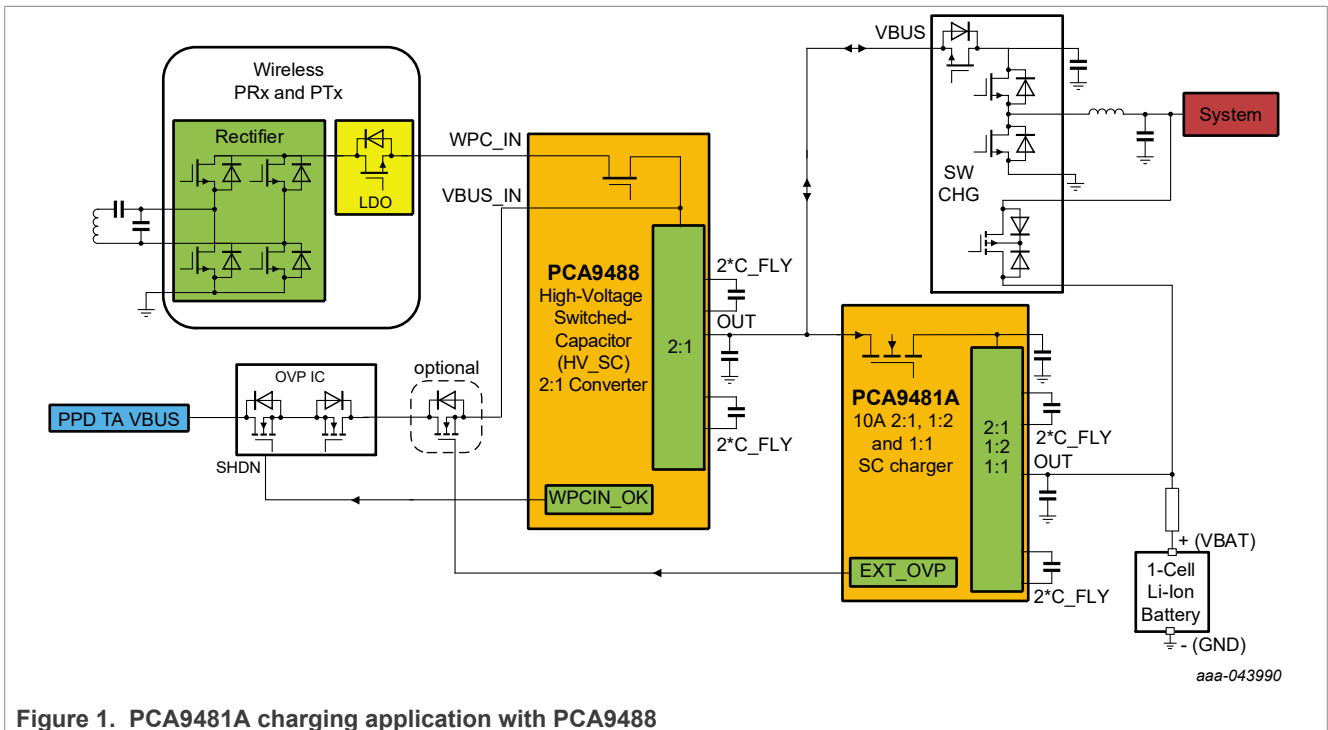 Wireless
PRx and PTx
Rectifier
LDO
WPC_IN
VBUS_IN
PCA9488
High-Voltage
Switched-
Capacitor
(HV_SC)
2:1 Converter
2:1
2*C_FLY
OUT
2*C_FLY
WPCIN_OK
VBUS
SW
CHG
System
optional
OVP IC
PPD TA VBUS
SHDN
PCA9481A
10A 2:1, 1:2
and 1:1
SC charger
2:1
1:2
1:1
2*C_FLY
OUT
2*C_FLY
EXT_OVP
+ (VBAT)
1-Cell
Li-Ion
Battery
- (GND)
aaa-043990
Figure 1. PCA9481A charging application with PCA9488